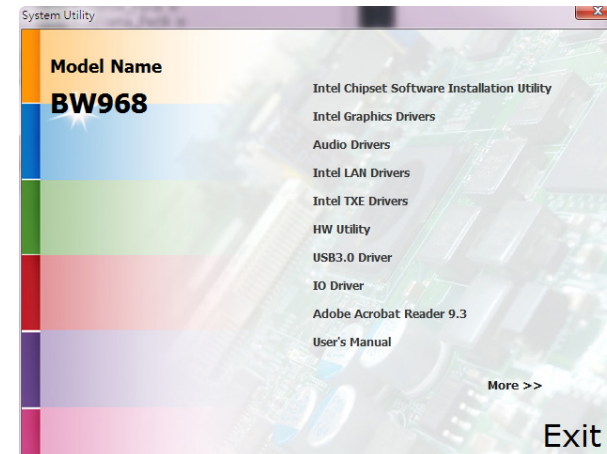 System Utility
Model Name
BW968
Intel Chipset Software Installation Utility
Intel Graphics Drivers
Audio Drivers
Intel LAN Drivers
Intel TXE Drivers
HW Utility
USB3.0 Driver
IO Driver
Adobe Acrobat Reader 9.3
User's Manual
More >>
Exit